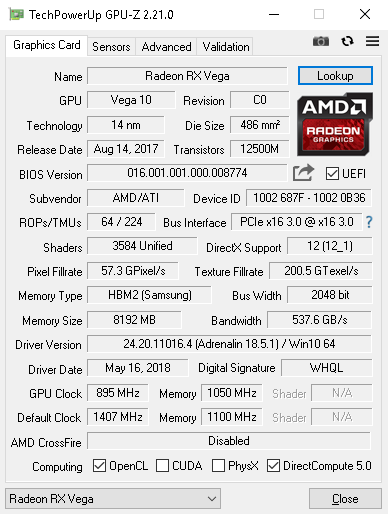 TechPowerUp GPU-Z 2.21.0
Graphics Card Sensors Advanced Validation
Name Radeon RX Vega Lookup
GPU Vega 10 Revision C0
Technology 14 nm Die Size 486 mm²
Release Date Aug 14, 2017 Transistors 12500M
AMD
RADEON
GRAPHICS
BIOS Version 016.001.001.000.008774 UEFI
Subvendor AMD/ATI Device ID 1002 687F - 1002 0B36
ROPs/TMUs 64 / 224 Bus Interface PCIe x16 3.0 @ x16 3.0 ?
Shaders 3584 Unified DirectX Support 12 (12_1)
Pixel Fillrate 57.3 GPixel/s Texture Fillrate 200.5 GTexel/s
Memory Type HBM2 (Samsung) Bus Width 2048 bit
Memory Size 8192 MB Bandwidth 537.6 GB/s
Driver Version 24.20.11016.4 (Adrenalin 18.5.1) / Win10 64
Driver Date May 16, 2018 Digital Signature WHQL
GPU Clock 895 MHz Memory 1050 MHz Shader N/A
Default Clock 1407 MHz Memory 1100 MHz Shader N/A
AMD CrossFire Disabled
Computing OpenCL CUDA PhysX DirectCompute 5.0
Radeon RX Vega Close